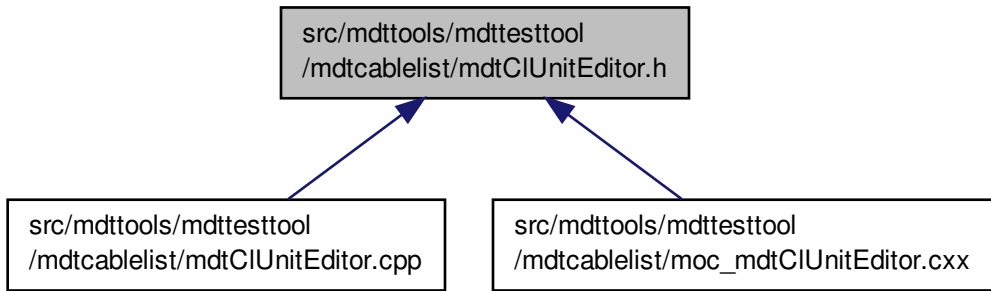 src/mdttools/mdttesttool
/mdtcablelist/mdtClUnitEditor.h
src/mdttools/mdttesttool
/mdtcablelist/mdtClUnitEditor.cpp
src/mdttools/mdttesttool
/mdtcablelist/moc_mdtClUnitEditor.cxx